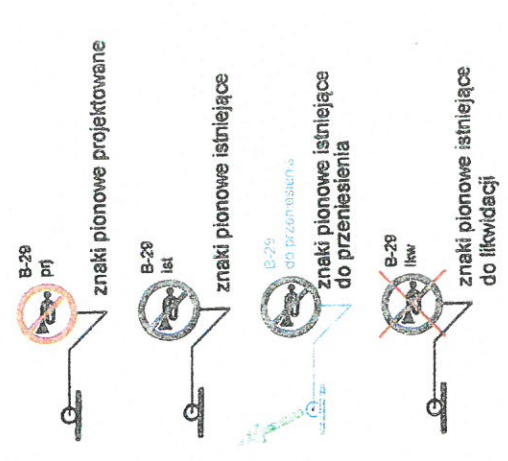 B-29
prj
znaki pionowe projektowane
B-29
ist
znaki pionowe istniejące
B-29
do przeniesienia
znaki pionowe istniejące
do przeniesienia
B-29
lkw
znaki pionowe istniejące
do likwidacji